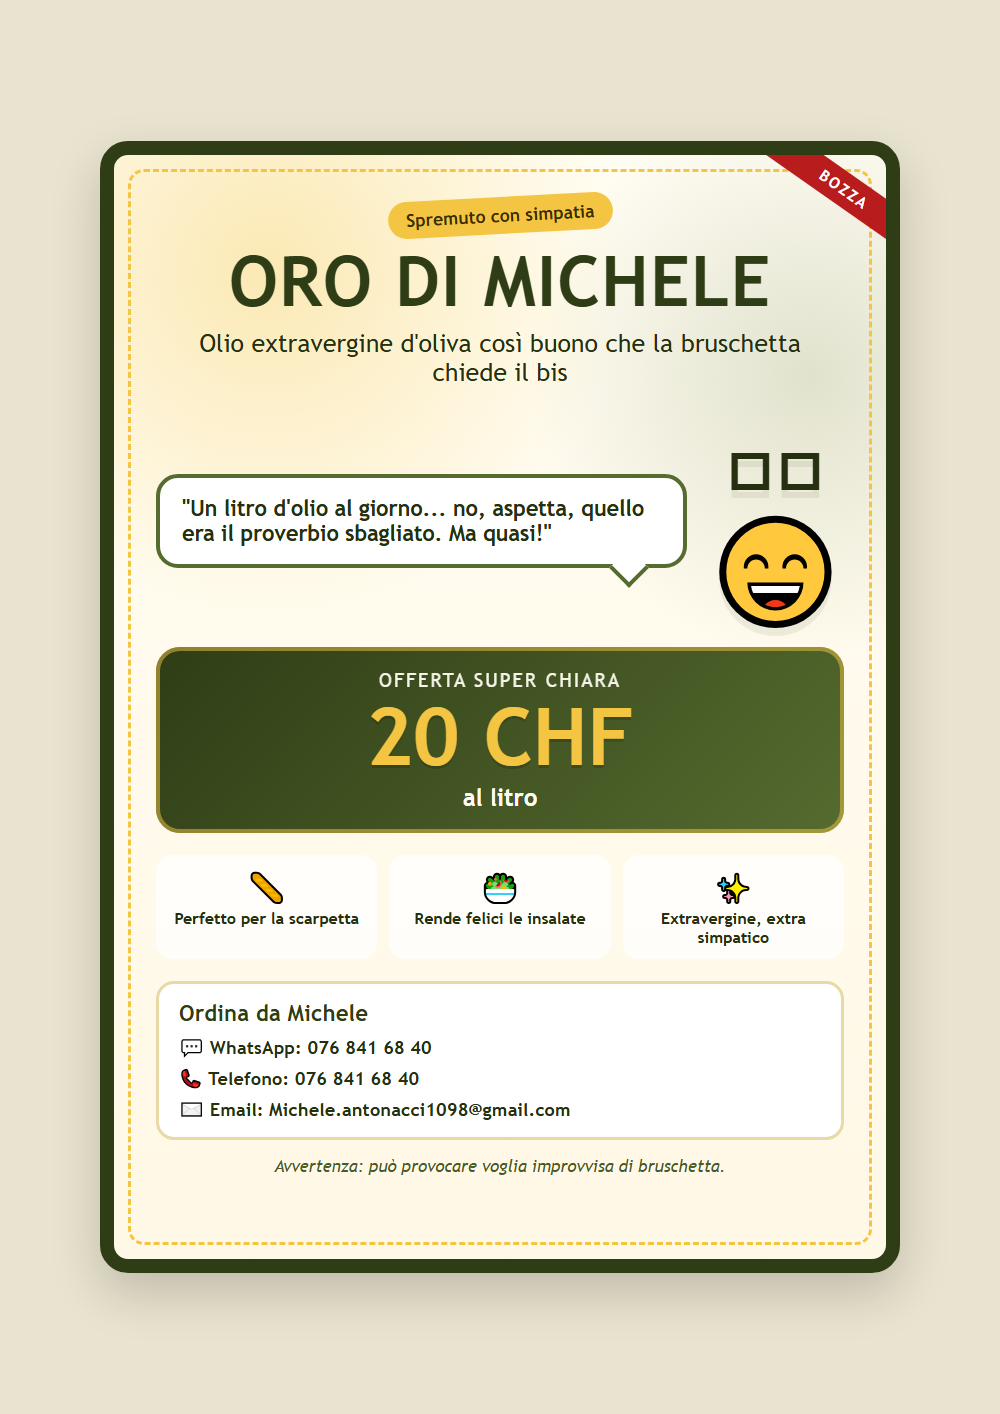 BOZZA
Spremuto con simpatia
ORO DI MICHELE
Olio extravergine d'oliva così buono che la bruschetta
chiede il bis
"Un litro d'olio al giorno... no, aspetta, quello
era il proverbio sbagliato. Ma quasi!"
OFFERTA SUPER CHIARA
20 CHF
al litro
Perfetto per la scarpetta
Rende felici le insalate
Extravergine, extra
simpatico
Ordina da Michele
WhatsApp: 076 841 68 40
Telefono: 076 841 68 40
Email: Michele.antonacci1098@gmail.com
Avvertenza: può provocare voglia improvvisa di bruschetta.